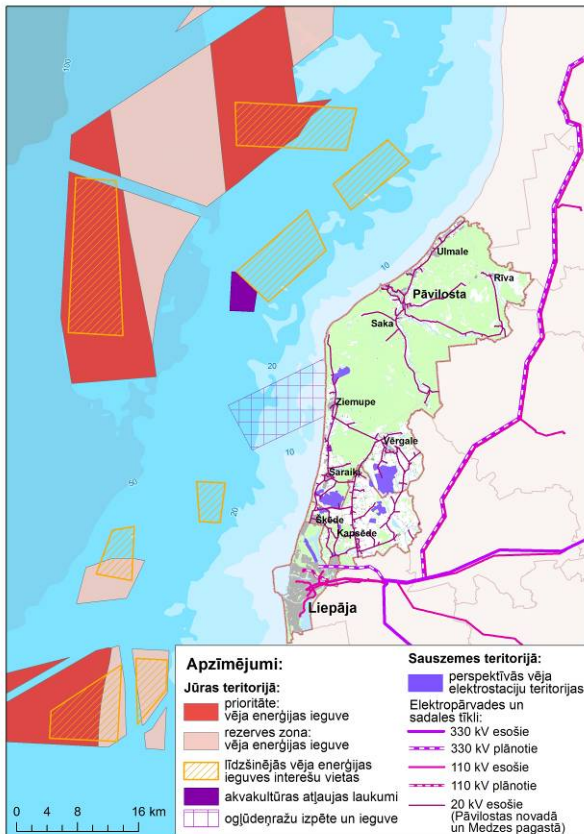 100
10
Ulmale
Rīva
Pāvilosta
Saka
20
Ziemupe
10
Vērgale
Šaraiķi
50
20
Šķēde
Kapsēde
Liepāja
Apzīmējumi:
Jūras teritorijā:
prioritāte:
vēja enerģijas ieguve
rezerves zona:
vēja enerģijas ieguve
līdzšinējās vēja enerģijas
ieguves interešu vietas
akvakultūras atļaujas laukumi
ogļūdeņražu izpēte un ieguve
Sauszemes teritorijā:
perspektīvās vēja
elektrostaciju teritorijas
Elektropārvades un
sadales tīkli:
330 kV esošie
330 kV plānotie
110 kV esošie
110 kV plānotie
20 kV esošie
(Pāvilostas novadā
un Medzes pagastā)
0 4 8 16 km